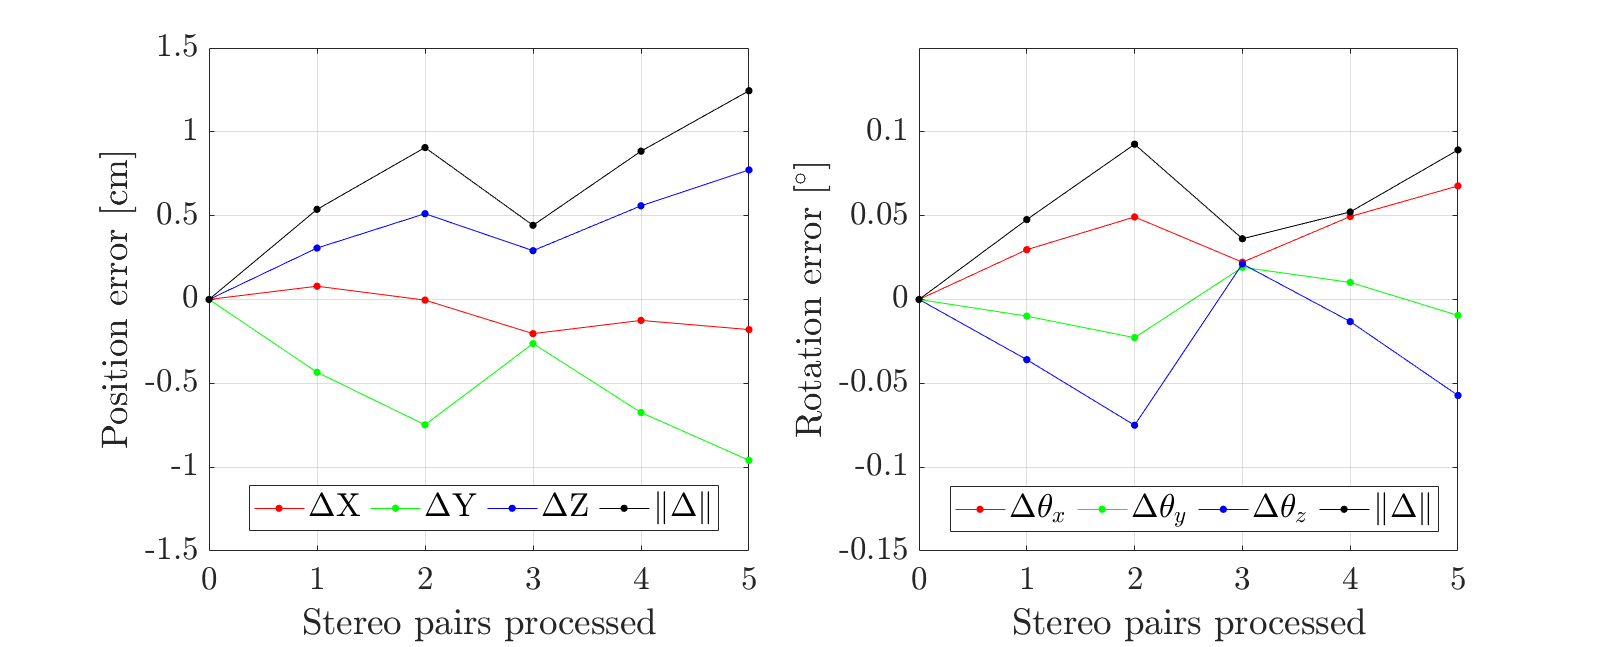 1.5
1
0.5
0
-0.5
-1
-1.5
Position error [cm]
ΔX ΔY ΔZ ‖Δ‖
0 1 2 3 4 5
Stereo pairs processed
0.1
0.05
0
-0.05
-0.1
-0.15
Rotation error [°]
Δθx Δθy Δθz ‖Δ‖
0 1 2 3 4 5
Stereo pairs processed